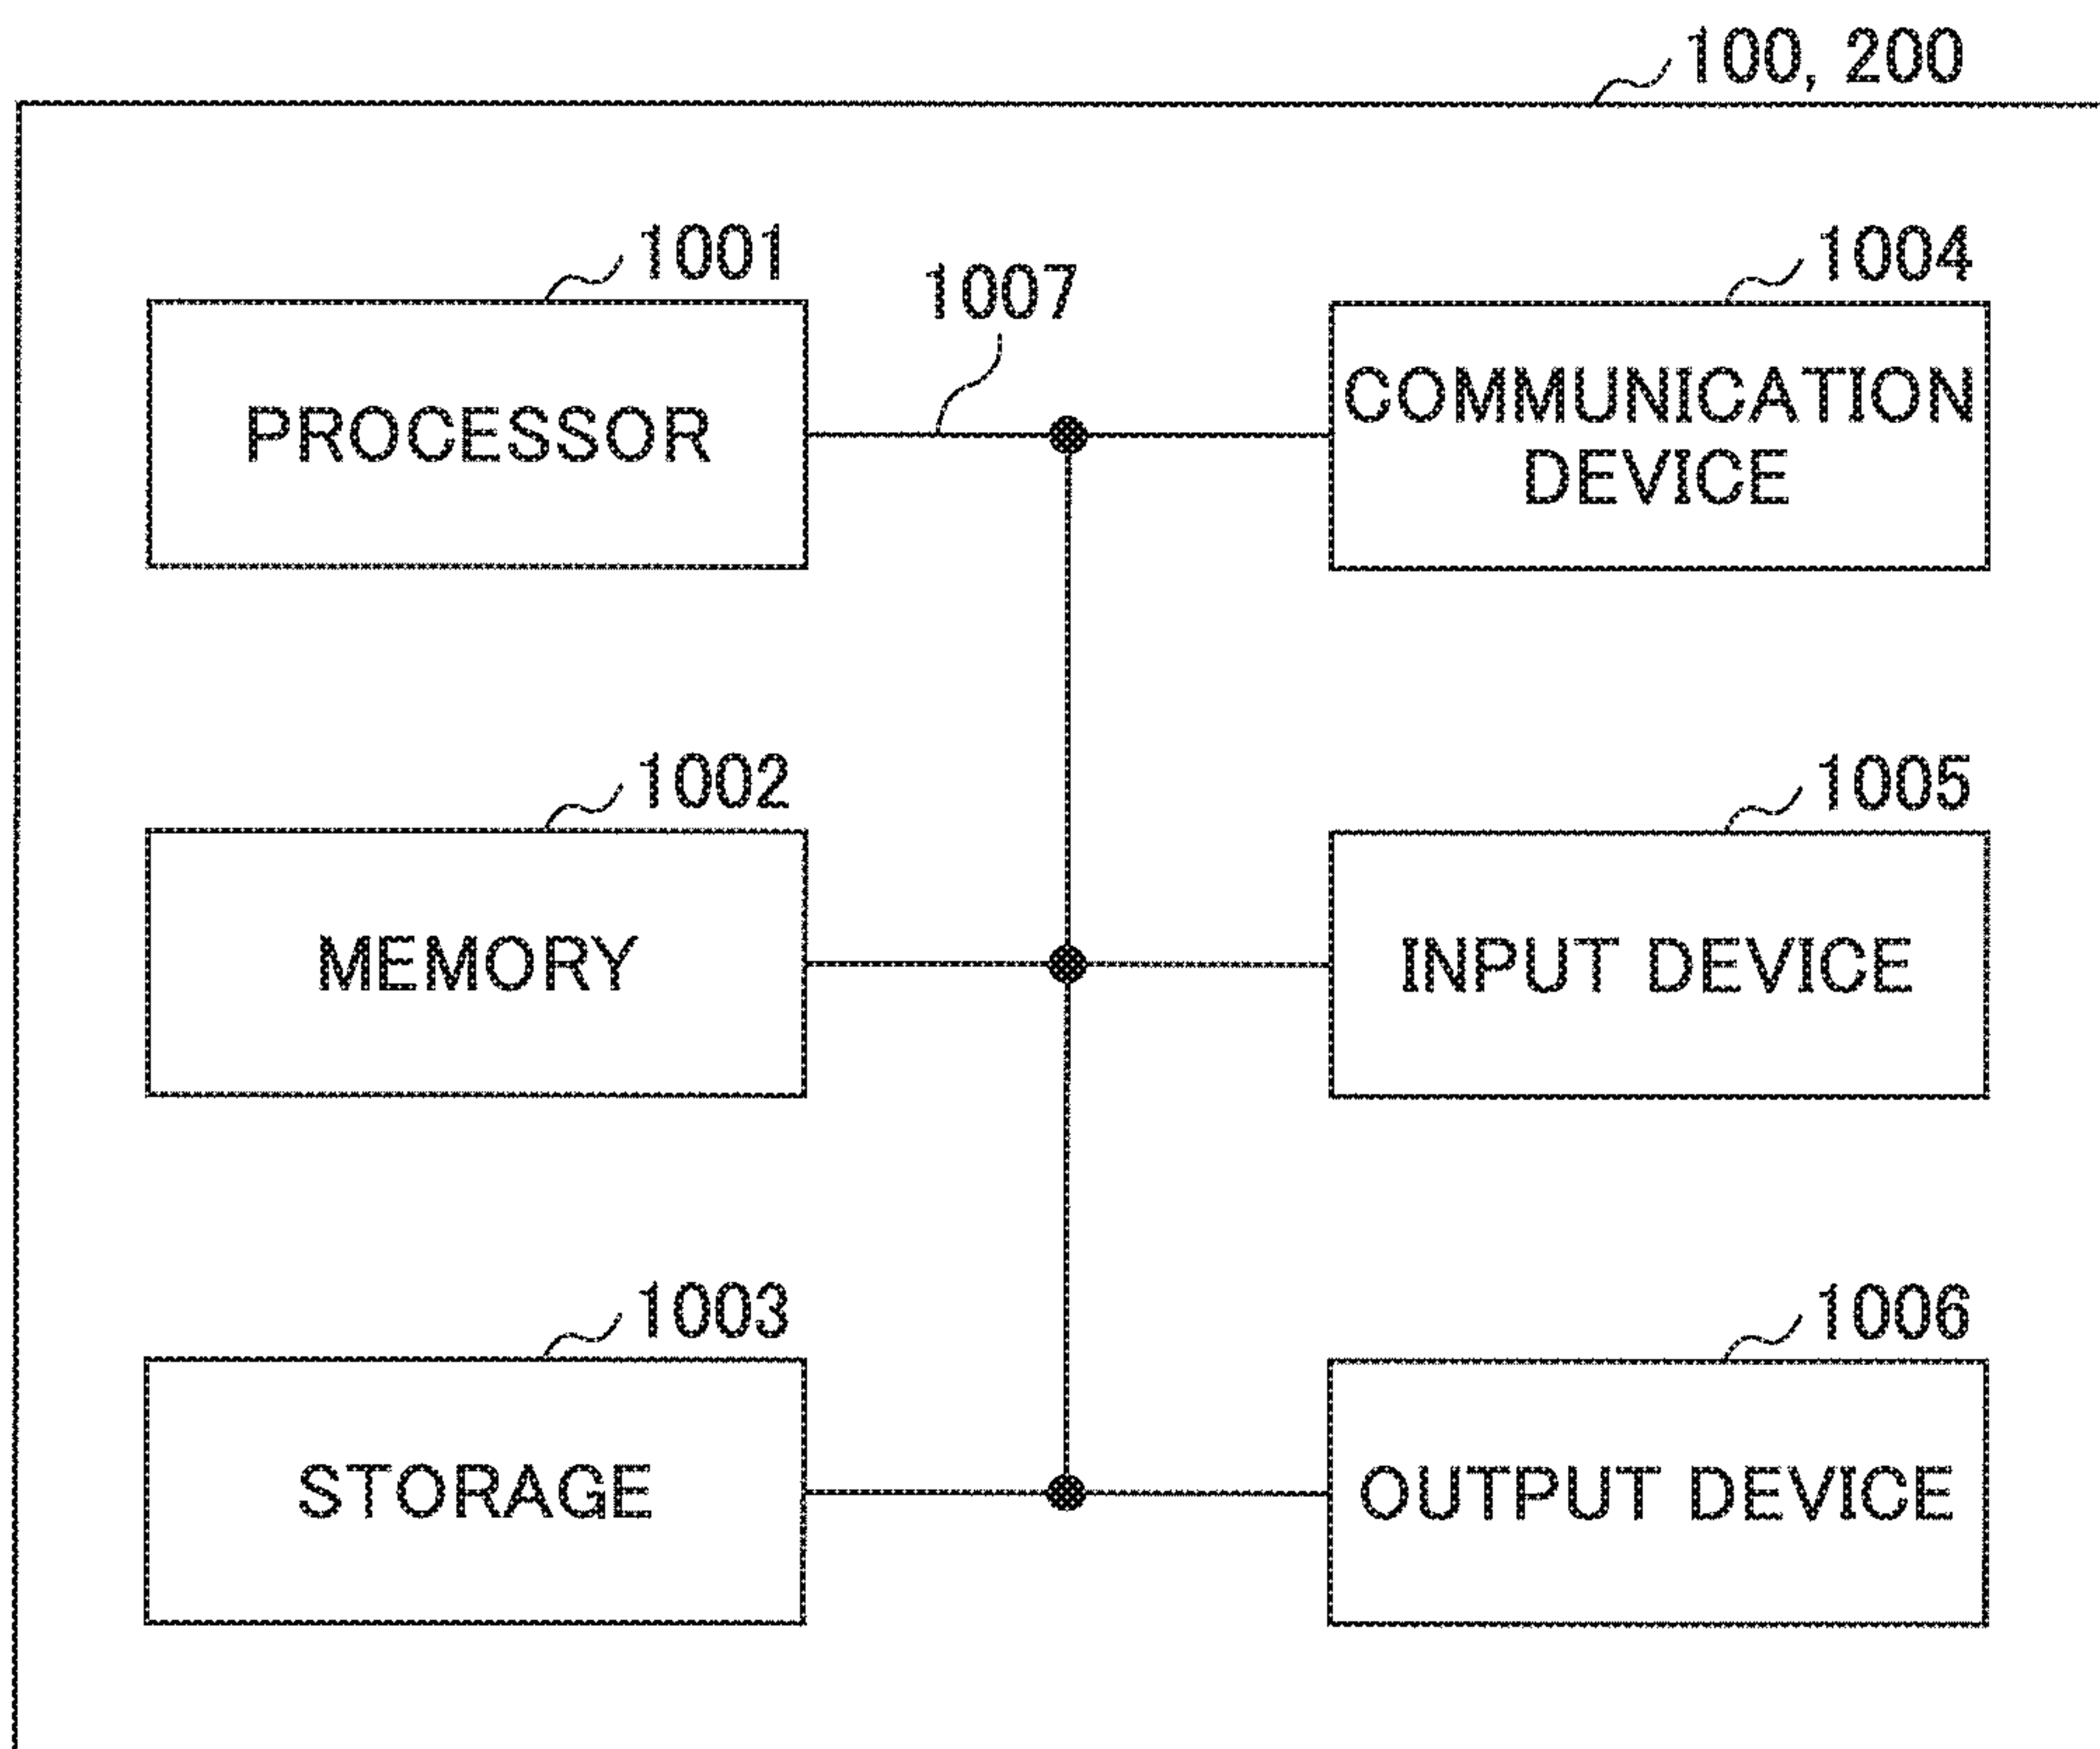 100, 200
1001
1007
1004
PROCESSOR
COMMUNICATION
DEVICE
1002
1005
MEMORY
INPUT DEVICE
1003
1006
STORAGE
OUTPUT DEVICE